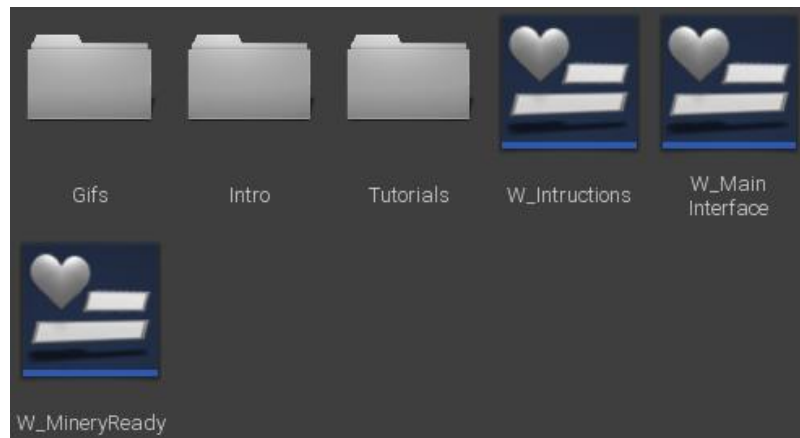 Gifs
Intro
Tutorials
W_Intructions
W_Main
Interface
W_MineryReady